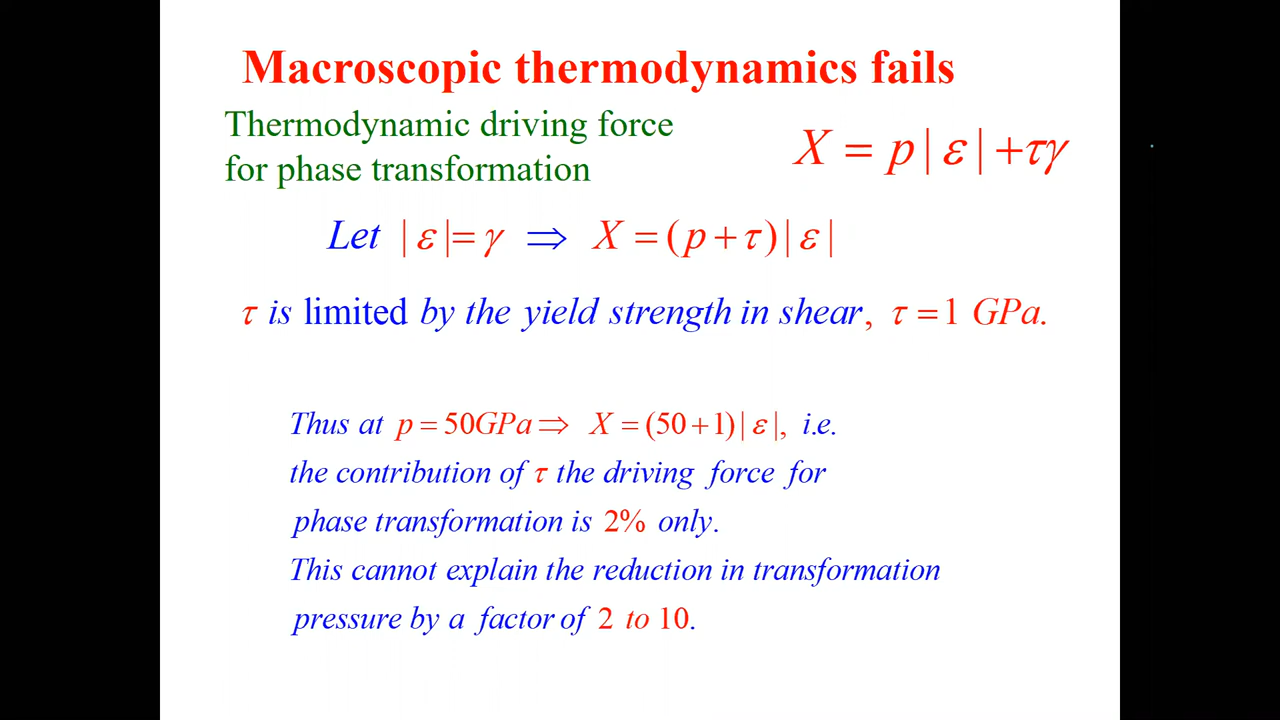 Macroscopic thermodynamics fails
Thermodynamic driving force
for phase transformation
X = p | ε | +τγ
Let | ε |= γ ⇒ X = ( p + τ ) | ε |
τ is limited by the yield strength in shear, τ = 1 GPa.
Thus at p = 50GPa ⇒ X = (50 + 1) | ε |, i.e.
the contribution of τ the driving force for
phase transformation is 2% only.
This cannot explain the reduction in transformation
pressure by a factor of 2 to 10.